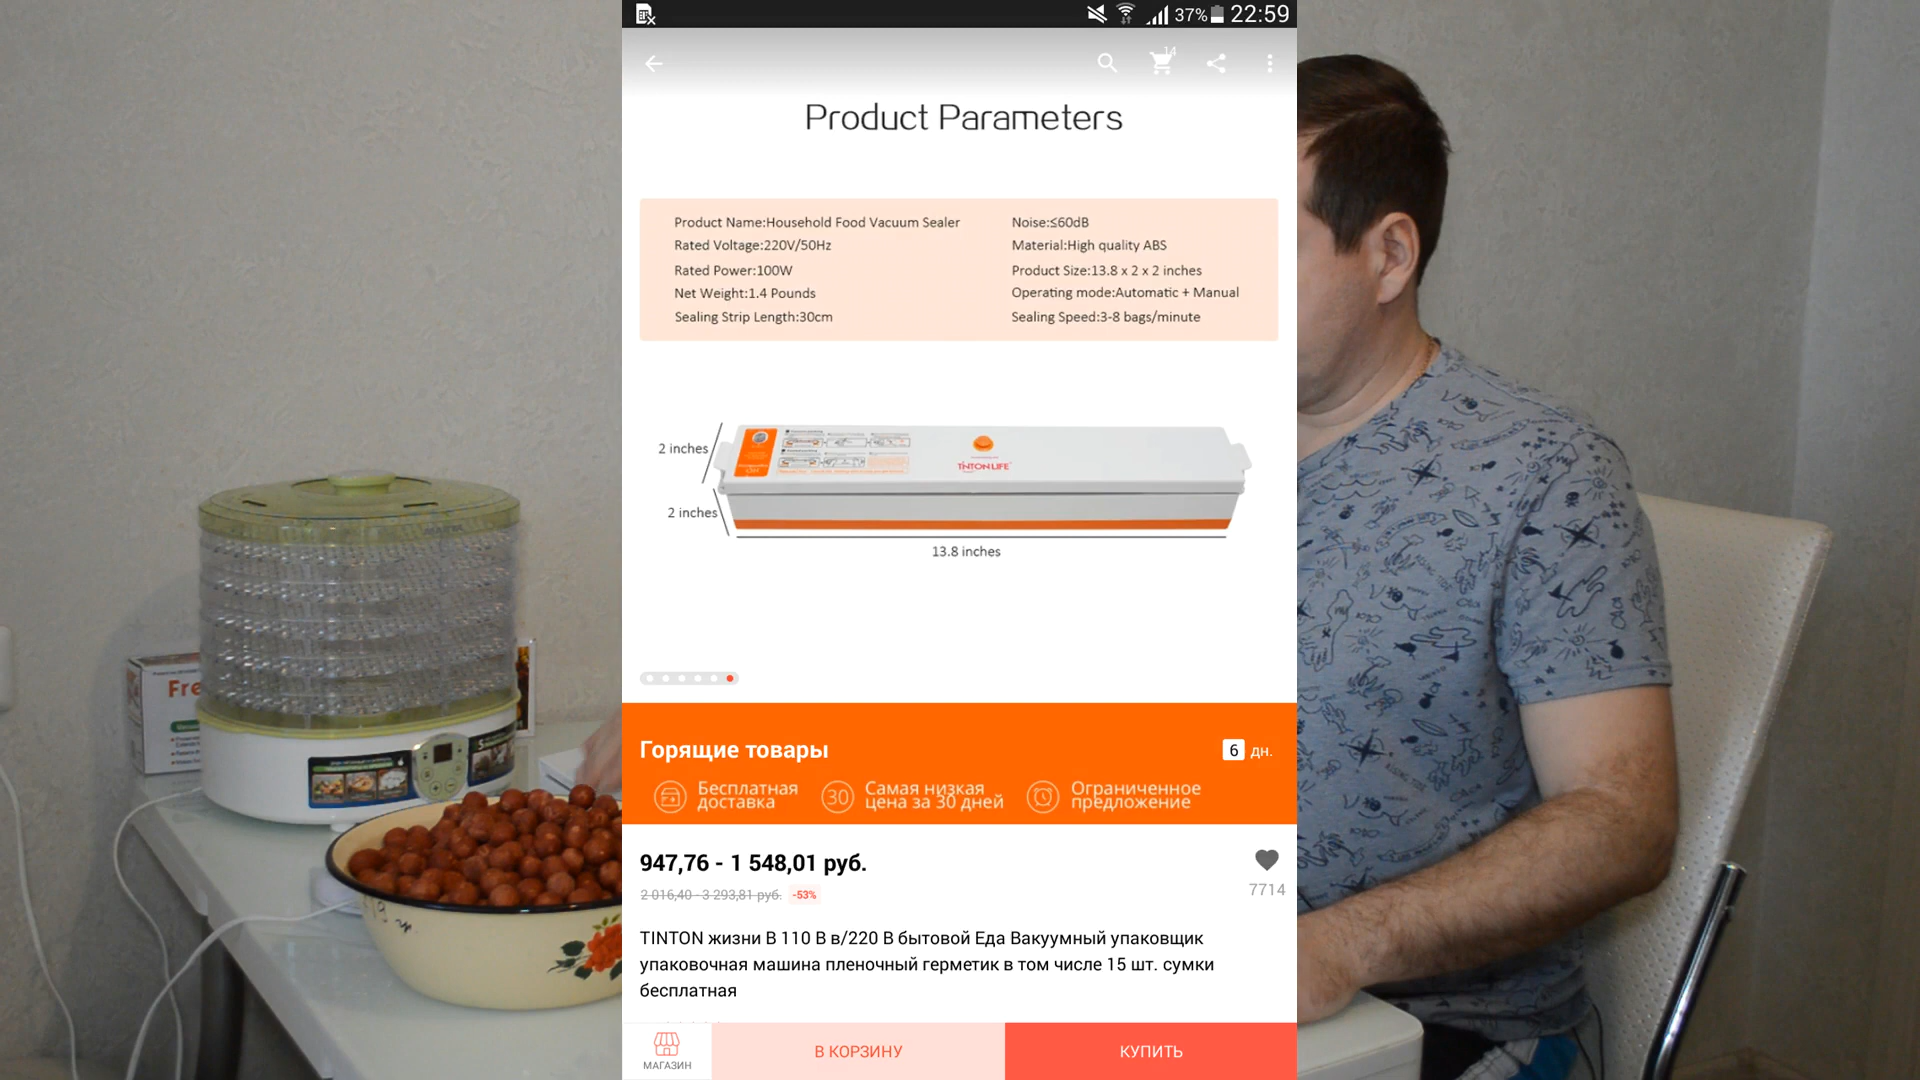 37%
22:59
14
Product Parameters
Product Name:Household Food Vacuum Sealer
Rated Voltage:220V/50Hz
Rated Power:100W
Net Weight:1.4 Pounds
Sealing Strip Length:30cm
Noise:≤60dB
Material:High quality ABS
Product Size:13.8 x 2 x 2 inches
Operating mode:Automatic + Manual
Sealing Speed:3-8 bags/minute
2 inches
TINTONLIFE
2 inches
13.8 inches
Fre
Горящие товары
6 дн.
Бесплатная доставка
30
Самая низкая цена за 30 дней
Ограниченное предложение
947,76 - 1 548,01 руб.
2 016,40 - 3 293,81 руб. -53%
7714
TINTON жизни В 110 В в/220 В бытовой Еда Вакуумный упаковщик
упаковочная машина пленочный герметик в том числе 15 шт. сумки
бесплатная
МАГАЗИН
В КОРЗИНУ
КУПИТЬ